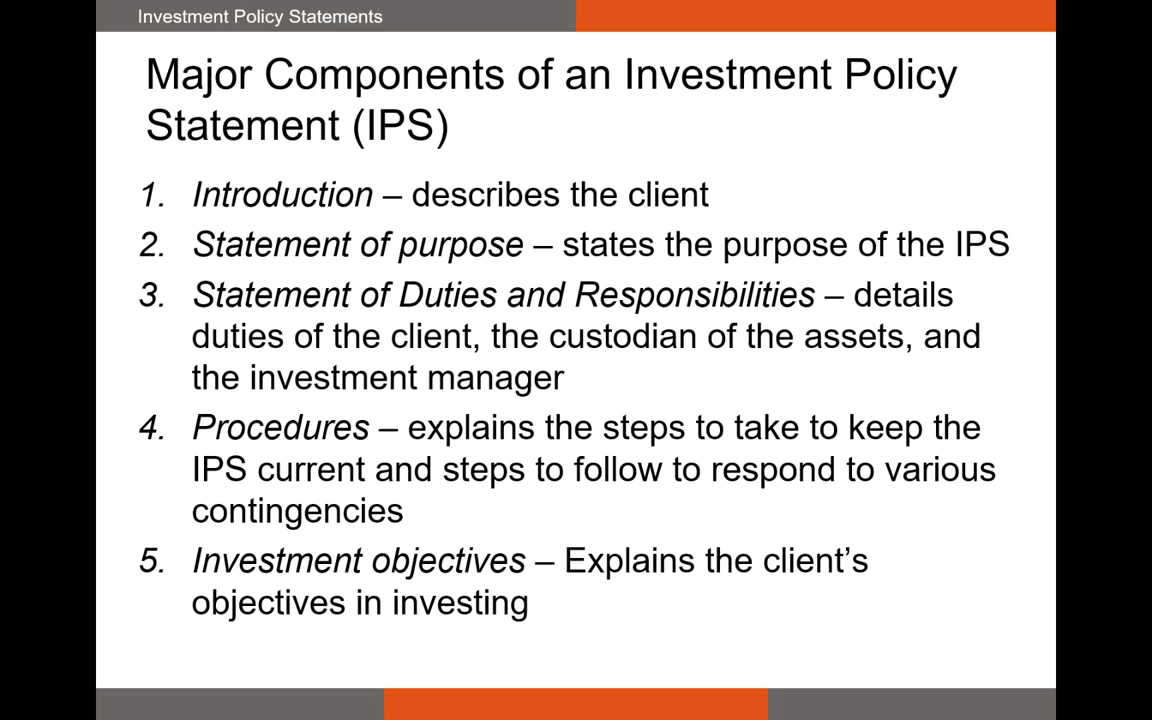 Investment Policy Statements
Major Components of an Investment Policy
Statement (IPS)
1. Introduction – describes the client
2. Statement of purpose – states the purpose of the IPS
3. Statement of Duties and Responsibilities – details
duties of the client, the custodian of the assets, and
the investment manager
4. Procedures – explains the steps to take to keep the
IPS current and steps to follow to respond to various
contingencies
5. Investment objectives – Explains the client’s
objectives in investing